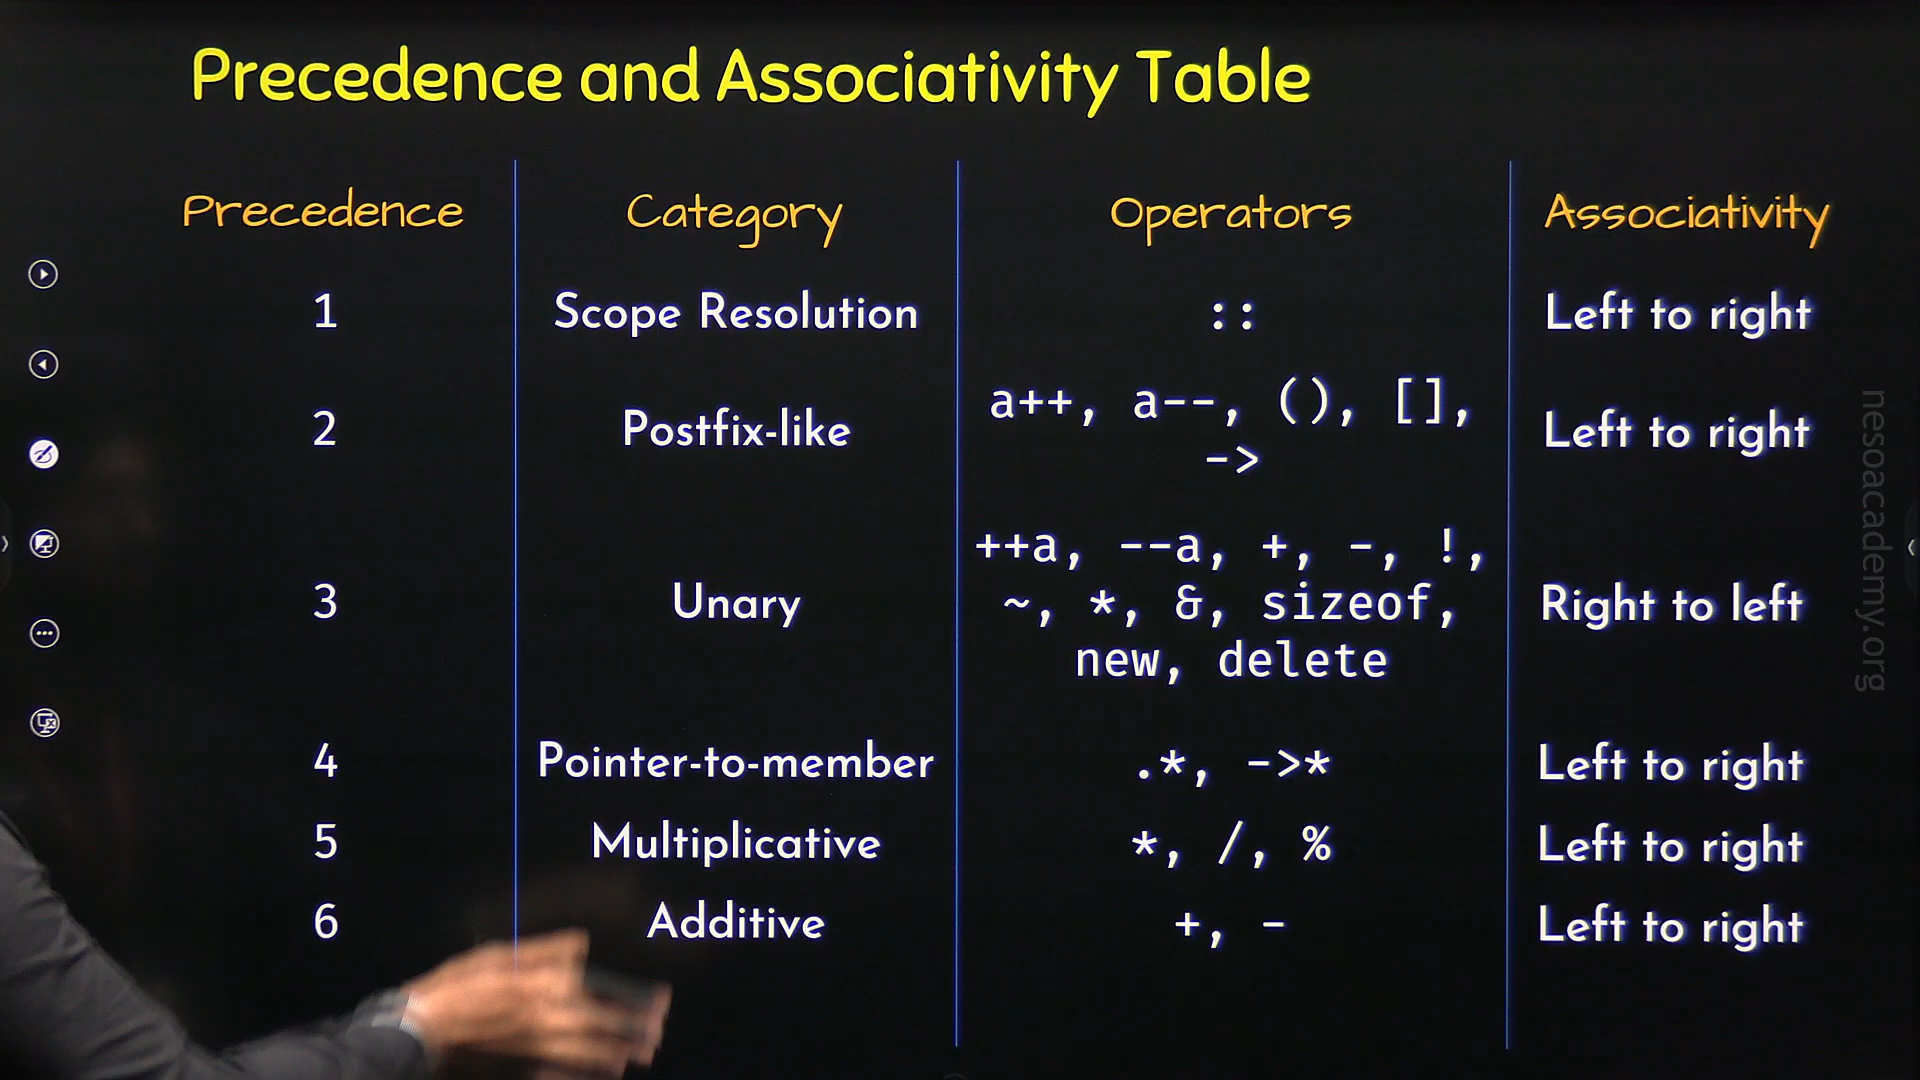 Precedence and Associativity Table
Precedence Category Operators Associativity
1 Scope Resolution :: Left to right
2 Postfix-like a++, a--, (), [], -> Left to right
3 Unary ++a, --a, +, -, !, ~, *, &, sizeof, new, delete Right to left
4 Pointer-to-member .*, ->* Left to right
5 Multiplicative *, /, % Left to right
6 Additive +, - Left to right
nesoacademy.org